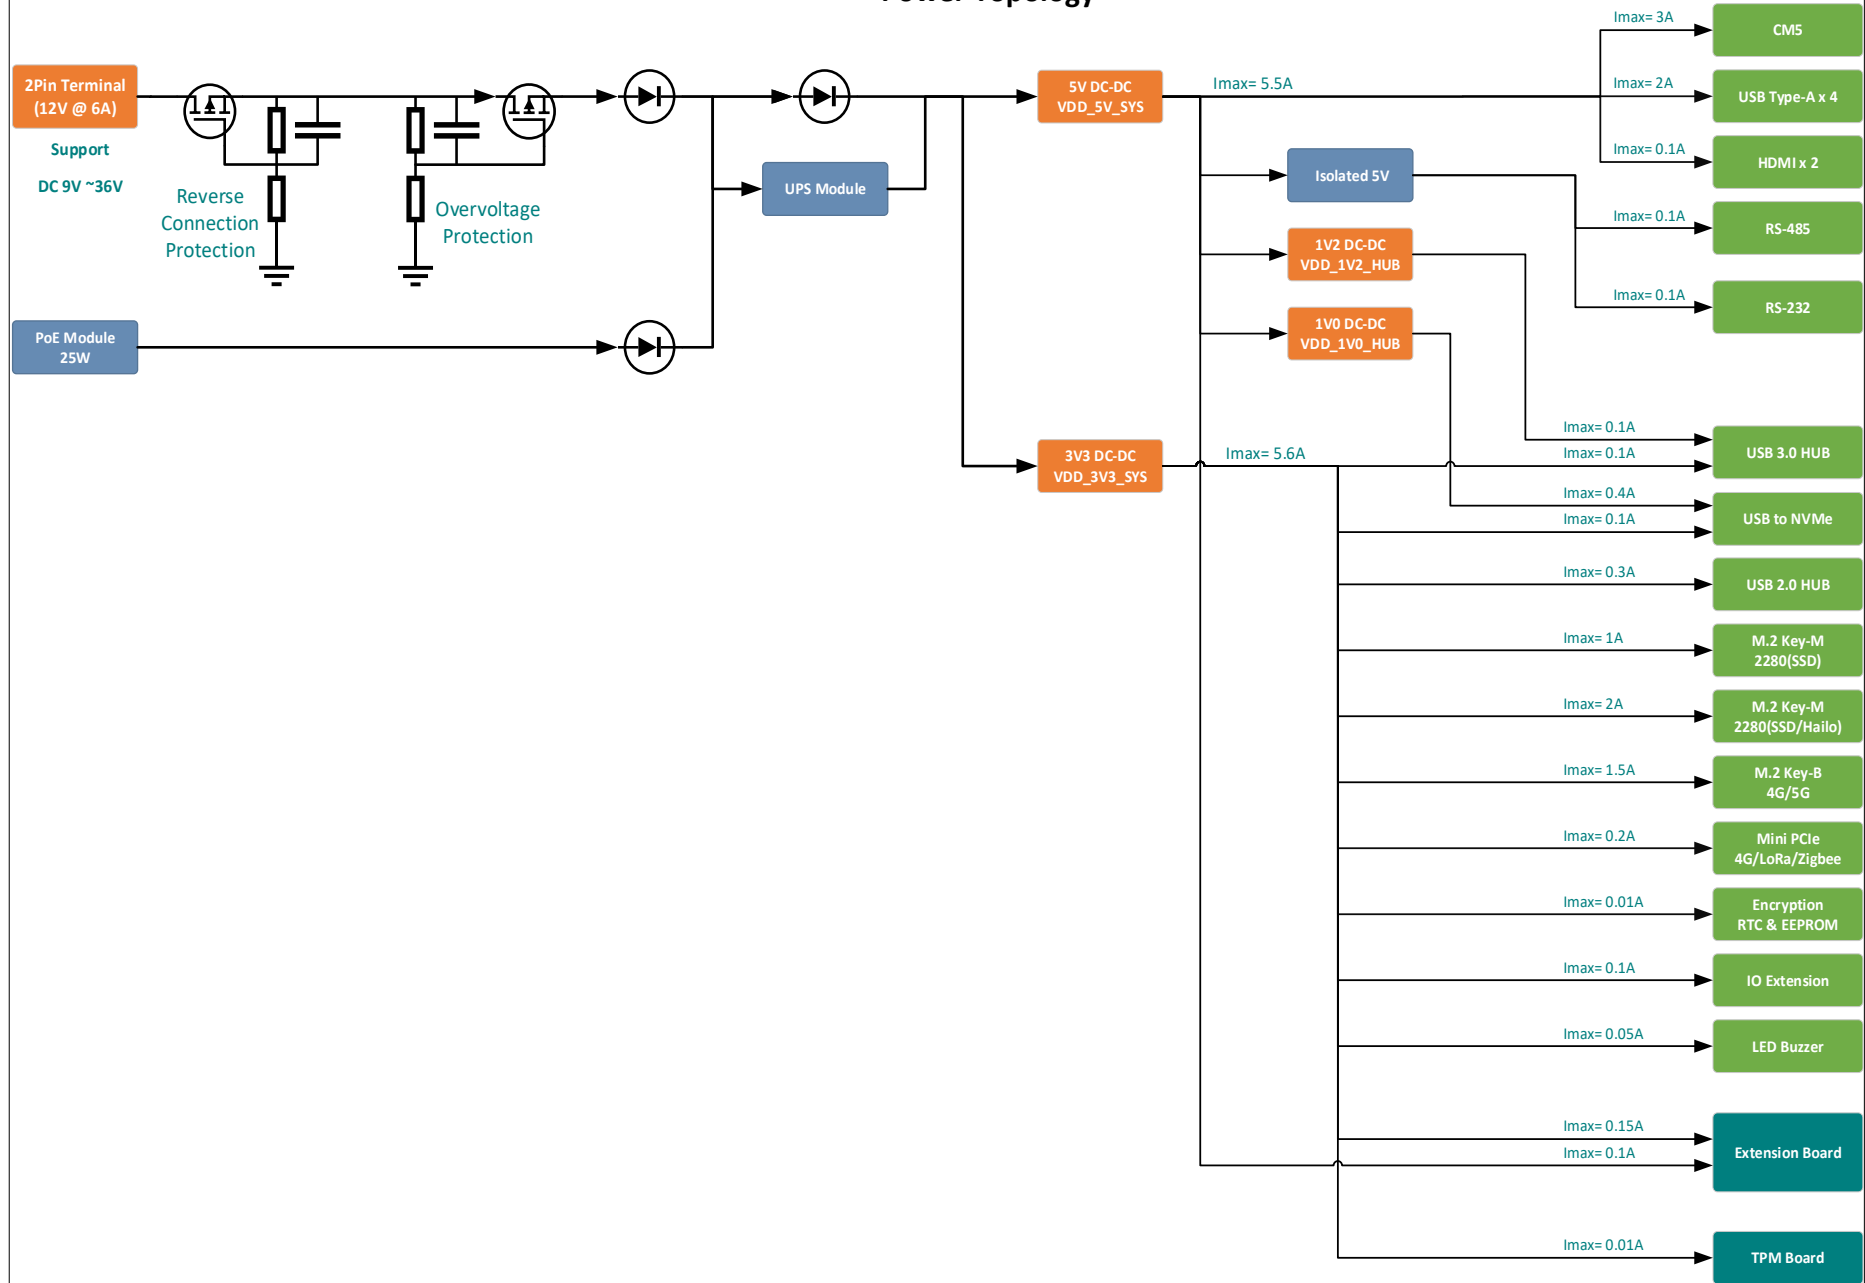 Power Topology
2Pin Terminal
(12V @ 6A)
Support
DC 9V ~36V
Reverse
Connection
Protection
Overvoltage
Protection
PoE Module
25W
UPS Module
5V DC-DC
VDD_5V_SYS
Imax= 5.5A
Isolated 5V
1V2 DC-DC
VDD_1V2_HUB
1V0 DC-DC
VDD_1V0_HUB
3V3 DC-DC
VDD_3V3_SYS
Imax= 5.6A
Imax= 3A
CM5
Imax= 2A
USB Type-A x 4
Imax= 0.1A
HDMI x 2
Imax= 0.1A
RS-485
Imax= 0.1A
RS-232
Imax= 0.1A
Imax= 0.1A
USB 3.0 HUB
Imax= 0.4A
Imax= 0.1A
USB to NVMe
Imax= 0.3A
USB 2.0 HUB
Imax= 1A
M.2 Key-M
2280(SSD)
Imax= 2A
M.2 Key-M
2280(SSD/Hailo)
Imax= 1.5A
M.2 Key-B
4G/5G
Imax= 0.2A
Mini PCIe
4G/LoRa/Zigbee
Imax= 0.01A
Encryption
RTC & EEPROM
Imax= 0.1A
IO Extension
Imax= 0.05A
LED Buzzer
Imax= 0.15A
Imax= 0.1A
Extension Board
Imax= 0.01A
TPM Board